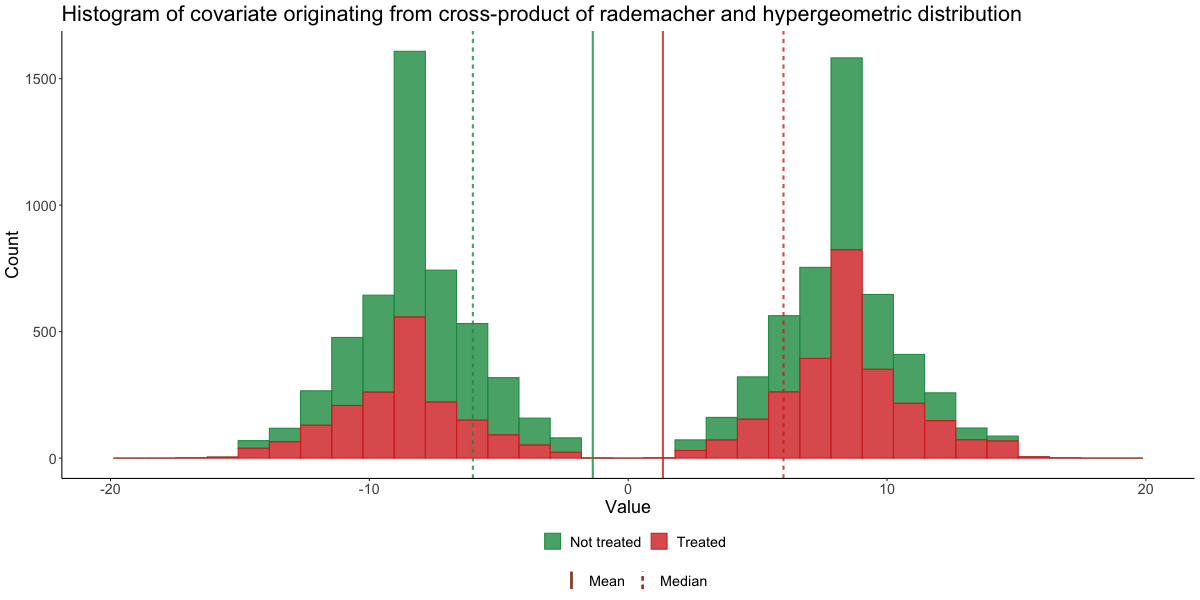 Histogram of covariate originating from cross-product of rademacher and hypergeometric distribution
Count
1500
1000
500
0
-20 -10 0 10 20
Value
Not treated Treated
Mean Median